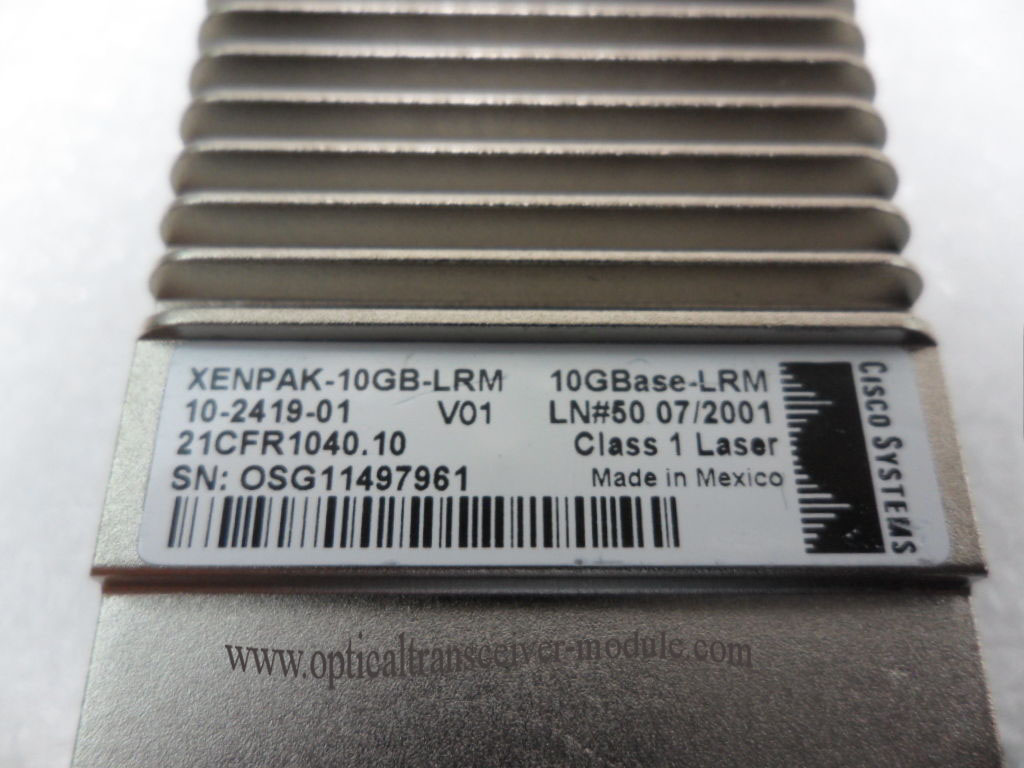 XENPAK-10GB-LRM 10GBase-LRM
10-2419-01 V01 LN#50 07/2001
21CFR1040.10 Class 1 Laser
SN: OSG11497961 Made in Mexico
CISCO SYSTEMS
www.opticaltransceiver-module.com